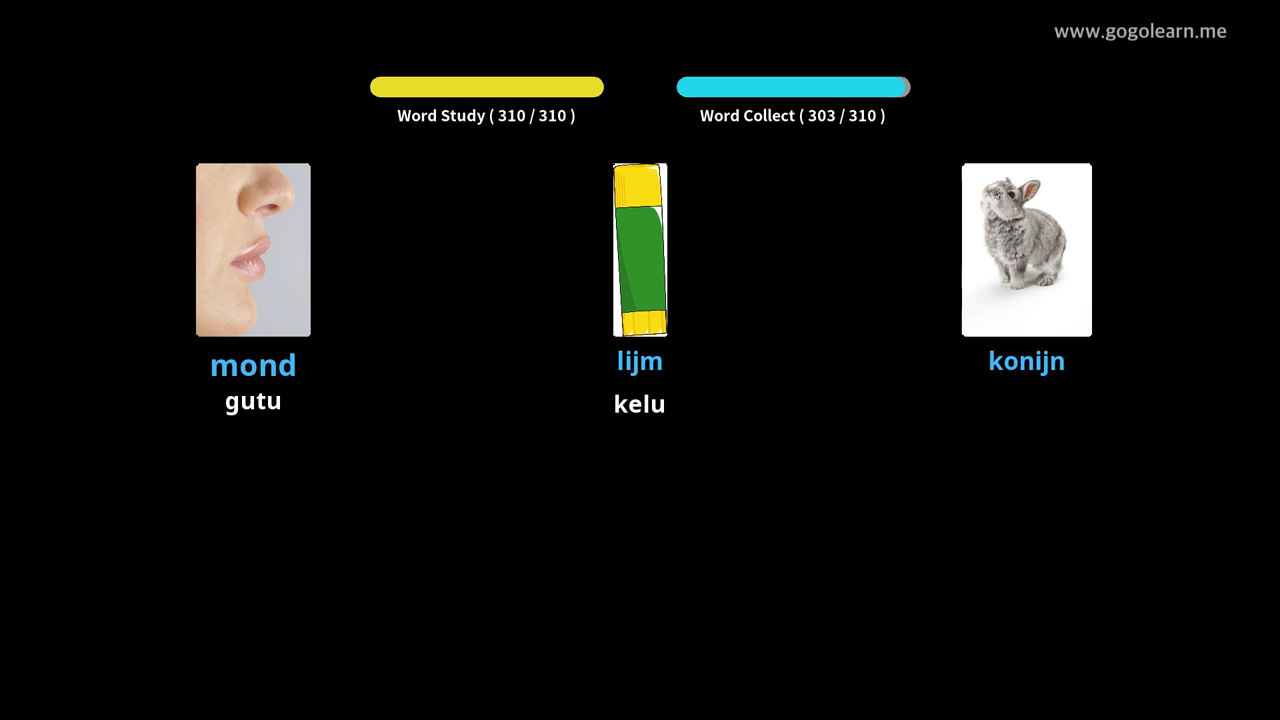 www.gogolearn.me
Word Study ( 310 / 310 )
Word Collect ( 303 / 310 )
mond
gutu
lijm
kelu
konijn